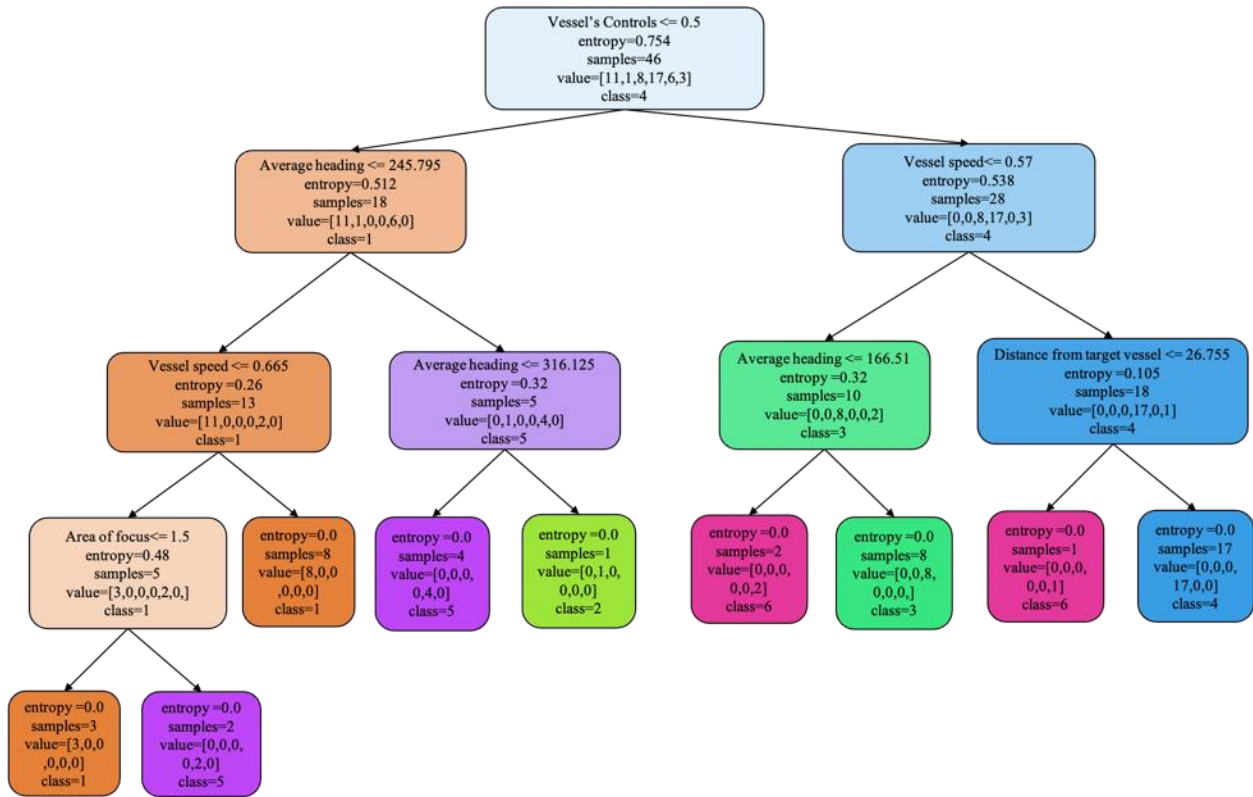 Vessel's Controls <= 0.5
entropy=0.754
samples=46
value=[11,1,8,17,6,3]
class=4
Average heading <= 245.795
entropy=0.512
samples=18
value=[11,1,0,0,6,0]
class=1
Vessel speed<= 0.57
entropy=0.538
samples=28
value=[0,0,8,17,0,3]
class=4
Vessel speed <= 0.665
entropy =0.26
samples=13
value=[11,0,0,0,2,0]
class=1
Average heading <= 316.125
entropy=0.32
samples=5
value=[0,1,0,0,4,0]
class=5
Average heading <= 166.51
entropy=0.32
samples=10
value=[0,0,8,0,0,2]
class=3
Distance from target vessel <= 26.755
entropy=0.105
samples=18
value=[0,0,0,17,0,1]
class=4
Area of focus<= 1.5
entropy=0.48
samples=5
value=[3,0,0,0,2,0,]
class=1
entropy=0.0
samples=8
value=[8,0,0
,0,0,0]
class=1
entropy =0.0
samples=4
value=[0,0,0,
0,4,0]
class=5
entropy=0.0
samples=1
value=[0,1,0,
0,0,0]
class=2
entropy=0.0
samples=2
value=[0,0,0,
0,0,2]
class=6
entropy=0.0
samples=8
value=[0,0,8,
0,0,0,]
class=3
entropy=0.0
samples=1
value=[0,0,0,
0,0,1]
class=6
entropy=0.0
samples=17
value=[0,0,0,
17,0,0]
class=4
entropy =0.0
samples=3
value=[3,0,0
,0,0,0]
class=1
entropy =0.0
samples=2
value=[0,0,0,
0,2,0]
class=5